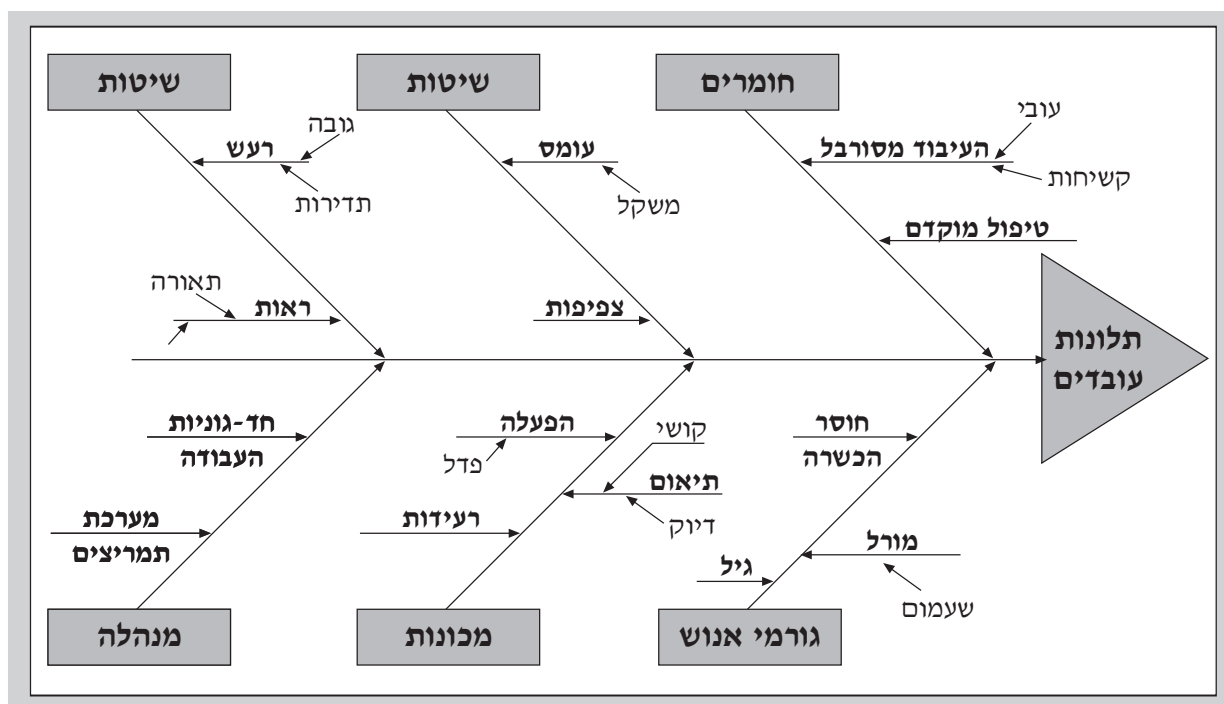 חומרים
שיטות
שיטות
עובי
העיבוד מסורבל
קשיחות
טיפול מוקדם
עומס
משקל
צפיפות
גובה
רעש
תדירות
תאורה
ראות
תלונות
עובדים
חוסר
הכשרה
מורל
שעמום
גיל
גורמי אנוש
הפעלה
פדל
קושי
תיאום
דיוק
רעידות
מכונות
חד-גוניות
העבודה
מערכת
תמריצים
מנהלה